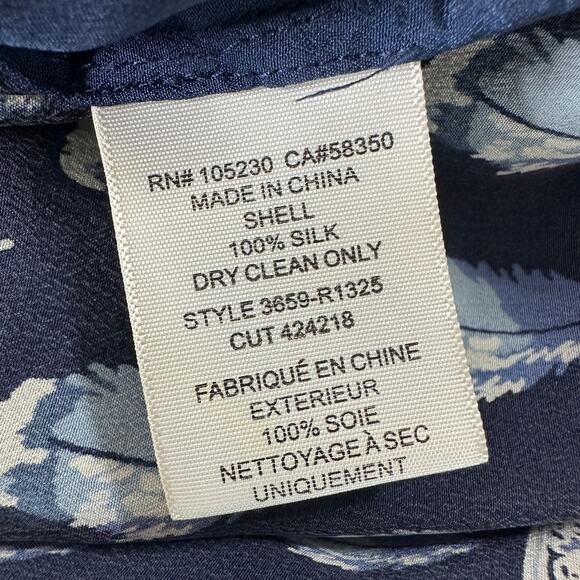 RN# 105230 CA#58350
MADE IN CHINA
SHELL
100% SILK
DRY CLEAN ONLY
STYLE 3659-R1325
CUT 424218
FABRIQUÉ EN CHINE
EXTERIEUR
100% SOIE
NETTOYAGE À SEC
UNIQUEMENT